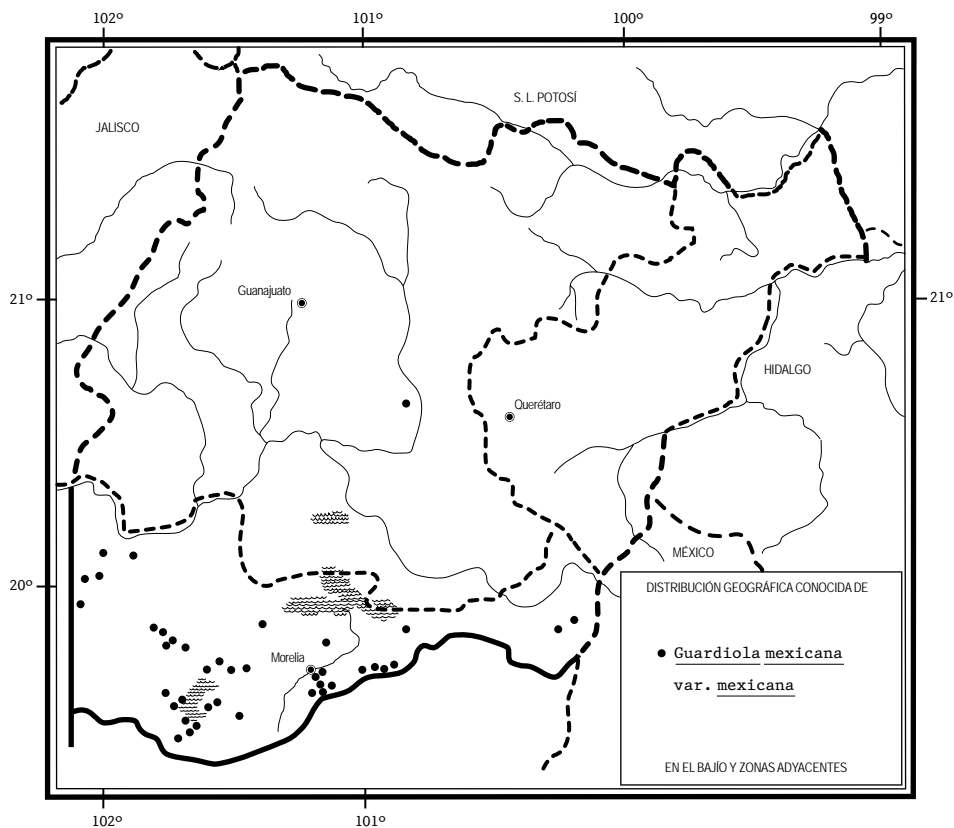 102º 101º 100º 99º
S. L. POTOSÍ
JALISCO
Guanajuato
21º 21º
HIDALGO
Querétaro
MÉXICO
20º
DISTRIBUCIÓN GEOGRÁFICA CONOCIDA DE
Guardiola mexicana
var. mexicana
Morelia
EN EL BAJÍO Y ZONAS ADYACENTES
102º 101º